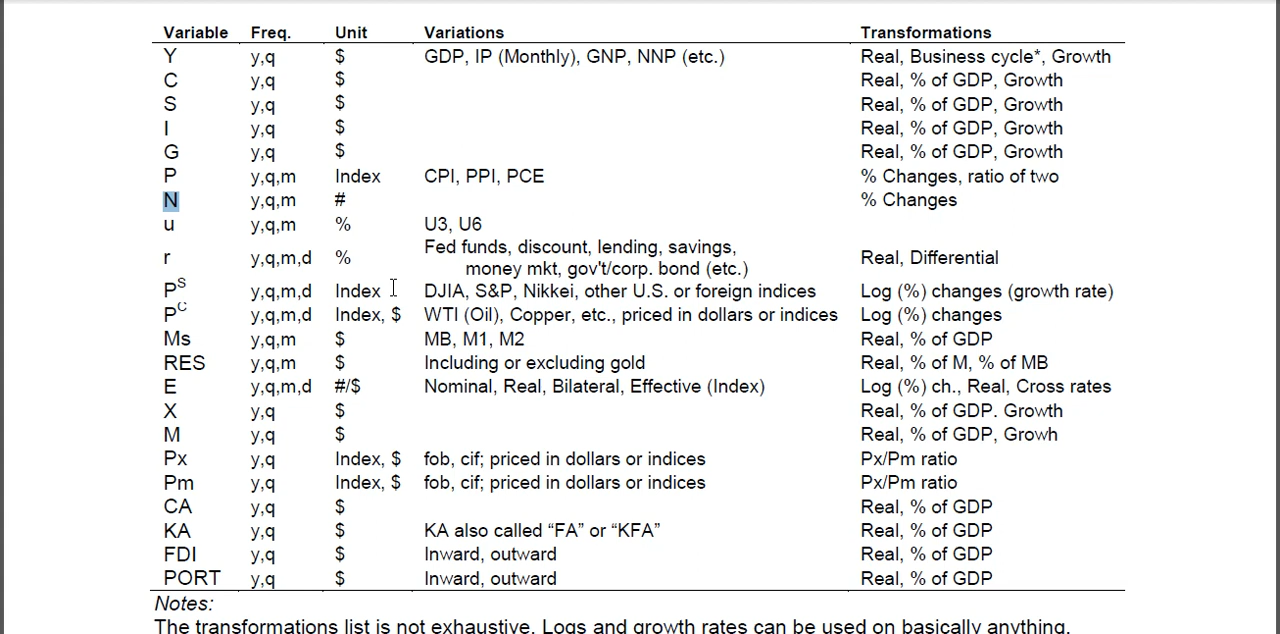 Variable Freq. Unit Variations Transformations
Y y,q $ GDP, IP (Monthly), GNP, NNP (etc.) Real, Business cycle*, Growth
C y,q $ Real, % of GDP, Growth
S y,q $ Real, % of GDP, Growth
I y,q $ Real, % of GDP, Growth
G y,q $ Real, % of GDP, Growth
P y,q,m Index CPI, PPI, PCE % Changes, ratio of two
N y,q,m # % Changes
u y,q,m % U3, U6
r y,q,m,d % Fed funds, discount, lending, savings, Real, Differential
money mkt, gov't/corp. bond (etc.)
P^S y,q,m,d Index DJIA, S&P, Nikkei, other U.S. or foreign indices Log (%) changes (growth rate)
P^C y,q,m,d Index, $ WTI (Oil), Copper, etc., priced in dollars or indices Log (%) changes
Ms y,q,m $ MB, M1, M2 Real, % of GDP
RES y,q,m $ Including or excluding gold Real, % of M, % of MB
E y,q,m,d #/$ Nominal, Real, Bilateral, Effective (Index) Log (%) ch., Real, Cross rates
X y,q $ Real, % of GDP. Growth
M y,q $ Real, % of GDP, Growh
Px y,q Index, $ fob, cif; priced in dollars or indices Px/Pm ratio
Pm y,q Index, $ fob, cif; priced in dollars or indices Px/Pm ratio
CA y,q $ Real, % of GDP
KA y,q $ KA also called “FA” or “KFA” Real, % of GDP
FDI y,q $ Inward, outward Real, % of GDP
PORT y,q $ Inward, outward Real, % of GDP
Notes:
The transformations list is not exhaustive. Logs and growth rates can be used on basically anything.